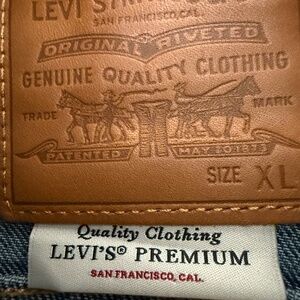 LEVI STRAUSS &
SAN FRANCISCO, CAL.
ORIGINAL RIVETED
GENUINE QUALITY CLOTHING
TRADE MARK
PATENTED MAY 20 1873
SIZE XL
Quality Clothing
LEVI'S® PREMIUM
SAN FRANCISCO, CAL.